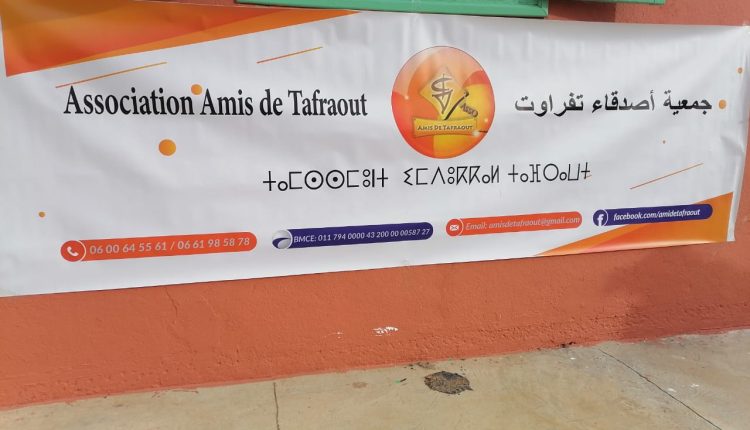 Association Amis de Tafraout
ASSO
AMIS DE TAFRAOUT
جمعية أصدقاء تفراوت
ⵜⴰⵎⵙⵙⵎⵓⵏⵜ ⵉⵎⴷⵓⴽⴽⴰⵍ ⵜⴰⴼⵔⴰⵡⵜ
06 00 64 55 61 / 06 61 98 58 78
BMCE: 011 794 0000 43 200 00 00587 27
Email: amisdetafraout@gmail.com
facebook.com/amidetafraout